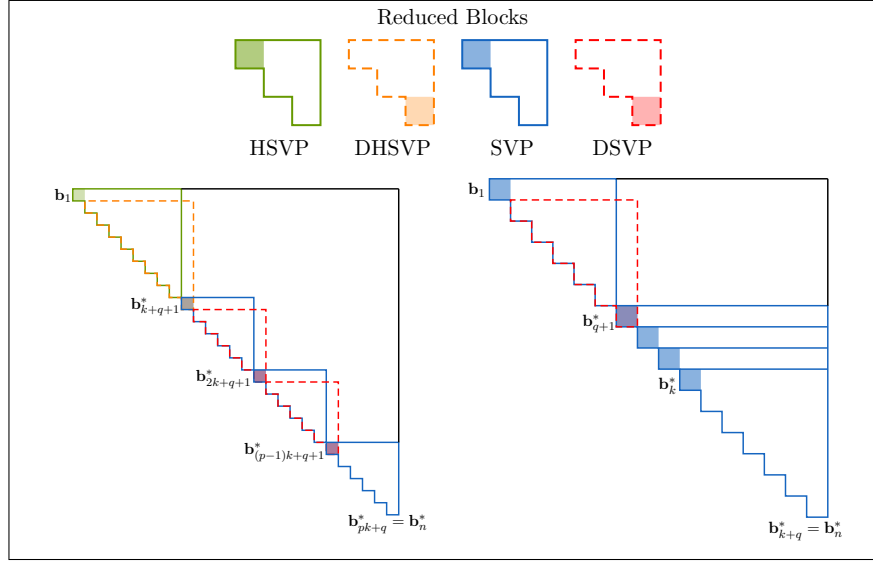 Reduced Blocks
HSVP DHSVP SVP DSVP
b₁
b*ₖ₊q₊₁
b*₂ₖ₊q₊₁
b*₍ₚ₋₁₎ₖ₊q₊₁
b*ₚₖ₊q = b*ₙ
b₁
b*q₊₁
b*ₖ
b*ₖ₊q = b*ₙ